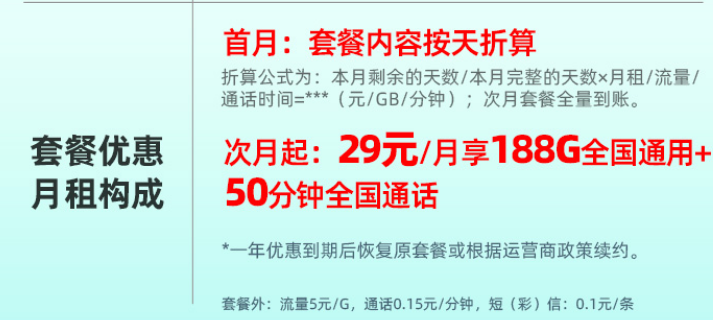 套餐优惠
月租构成
首月：套餐内容按天折算
折算公式为：本月剩余的天数/本月完整的天数×月租/流量/
通话时间=***（元/GB/分钟）；次月套餐全量到账。
次月起：29元/月享188G全国通用+
50分钟全国通话
*一年优惠到期后恢复原套餐或根据运营商政策续约。
套餐外：流量5元/G，通话0.15元/分钟，短（彩）信：0.1元/条